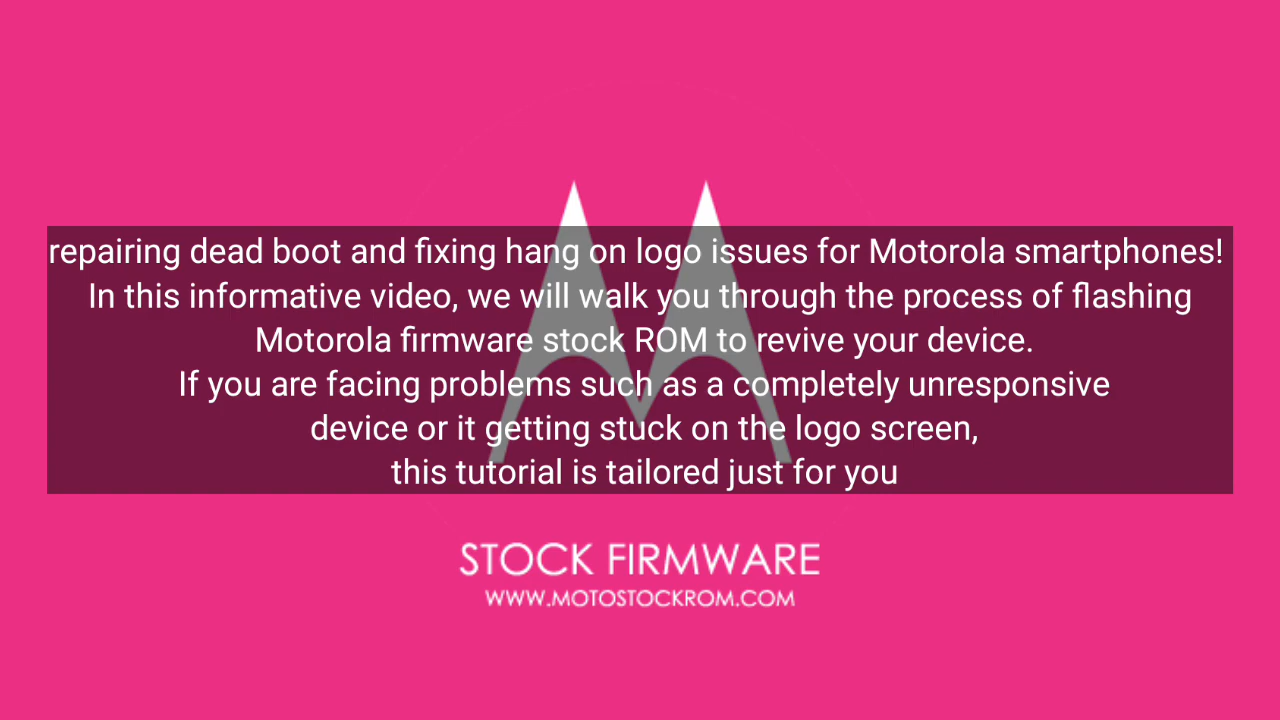 repairing dead boot and fixing hang on logo issues for Motorola smartphones!
In this informative video, we will walk you through the process of flashing
Motorola firmware stock ROM to revive your device.
If you are facing problems such as a completely unresponsive
device or it getting stuck on the logo screen,
this tutorial is tailored just for you
STOCK FIRMWARE
WWW.MOTOSTOCKROM.COM